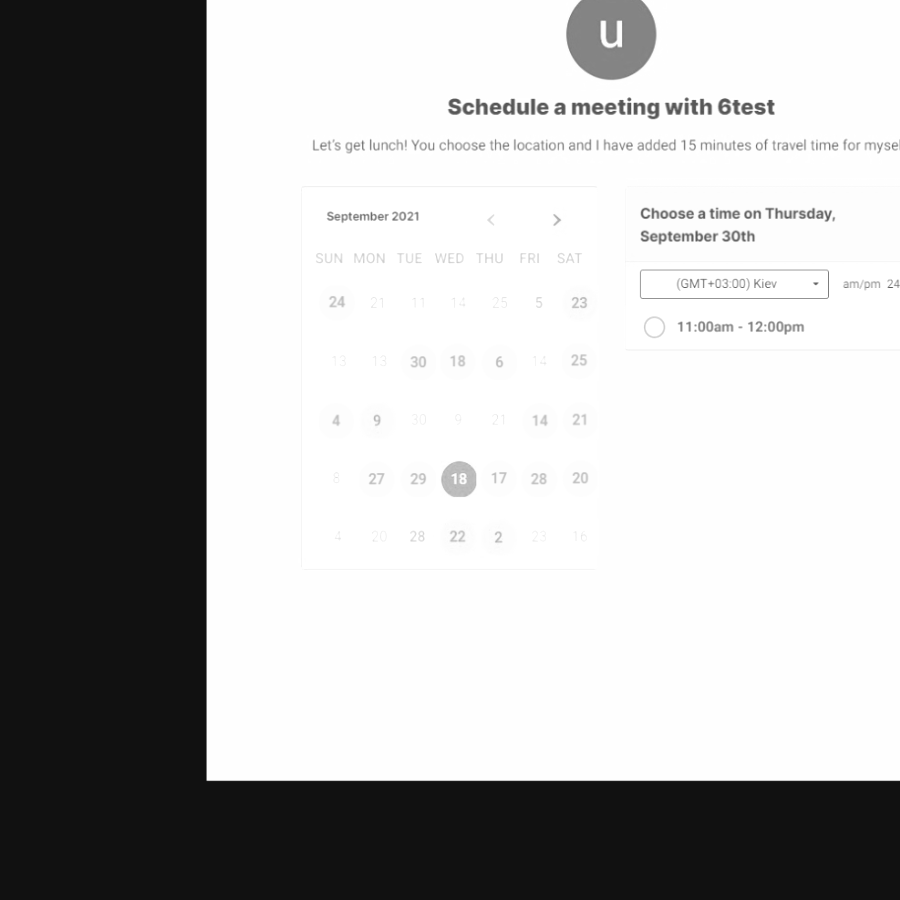 u
Schedule a meeting with 6test
Let's get lunch! You choose the location and I have added 15 minutes of travel time for mysel
September 2021
SUN MON TUE WED THU FRI SAT
24 21 11 14 25 5 23
13 13 30 18 6 14 25
4 9 30 9 21 14 21
8 27 29 18 17 28 20
4 20 28 22 2 23 16
Choose a time on Thursday,
September 30th
(GMT+03:00) Kiev
am/pm 24
11:00am - 12:00pm